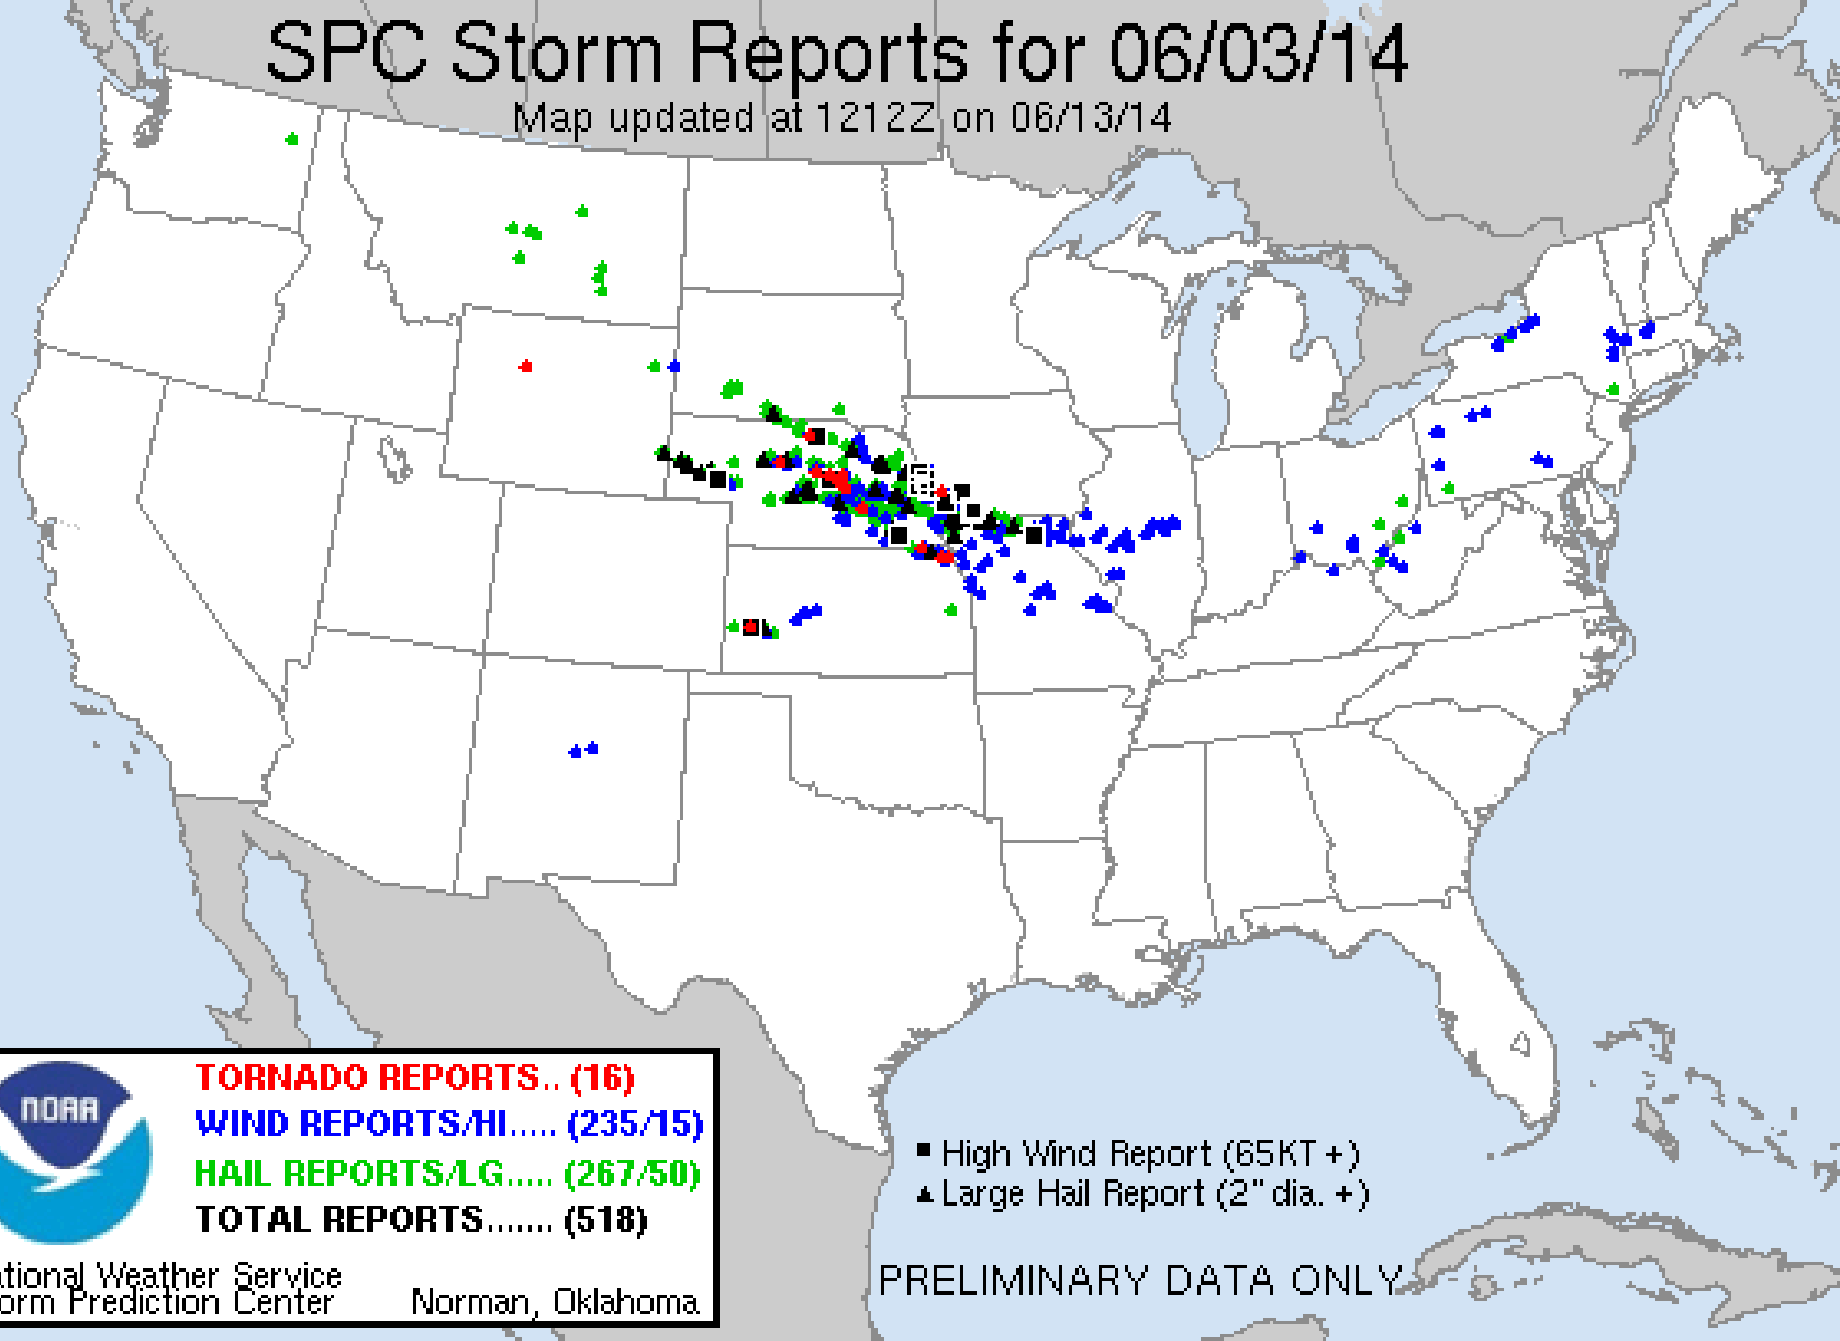 SPC Storm Reports for 06/03/14
Map updated at 1212Z on 06/13/14
NOAA
TORNADO REPORTS.. (16)
WIND REPORTS/HI..... (235/15)
HAIL REPORTS/LG..... (267/50)
TOTAL REPORTS....... (518)
ational Weather Service
orm Prediction Center Norman, Oklahoma
High Wind Report (65KT +)
Large Hail Report (2" dia. +)
PRELIMINARY DATA ONLY